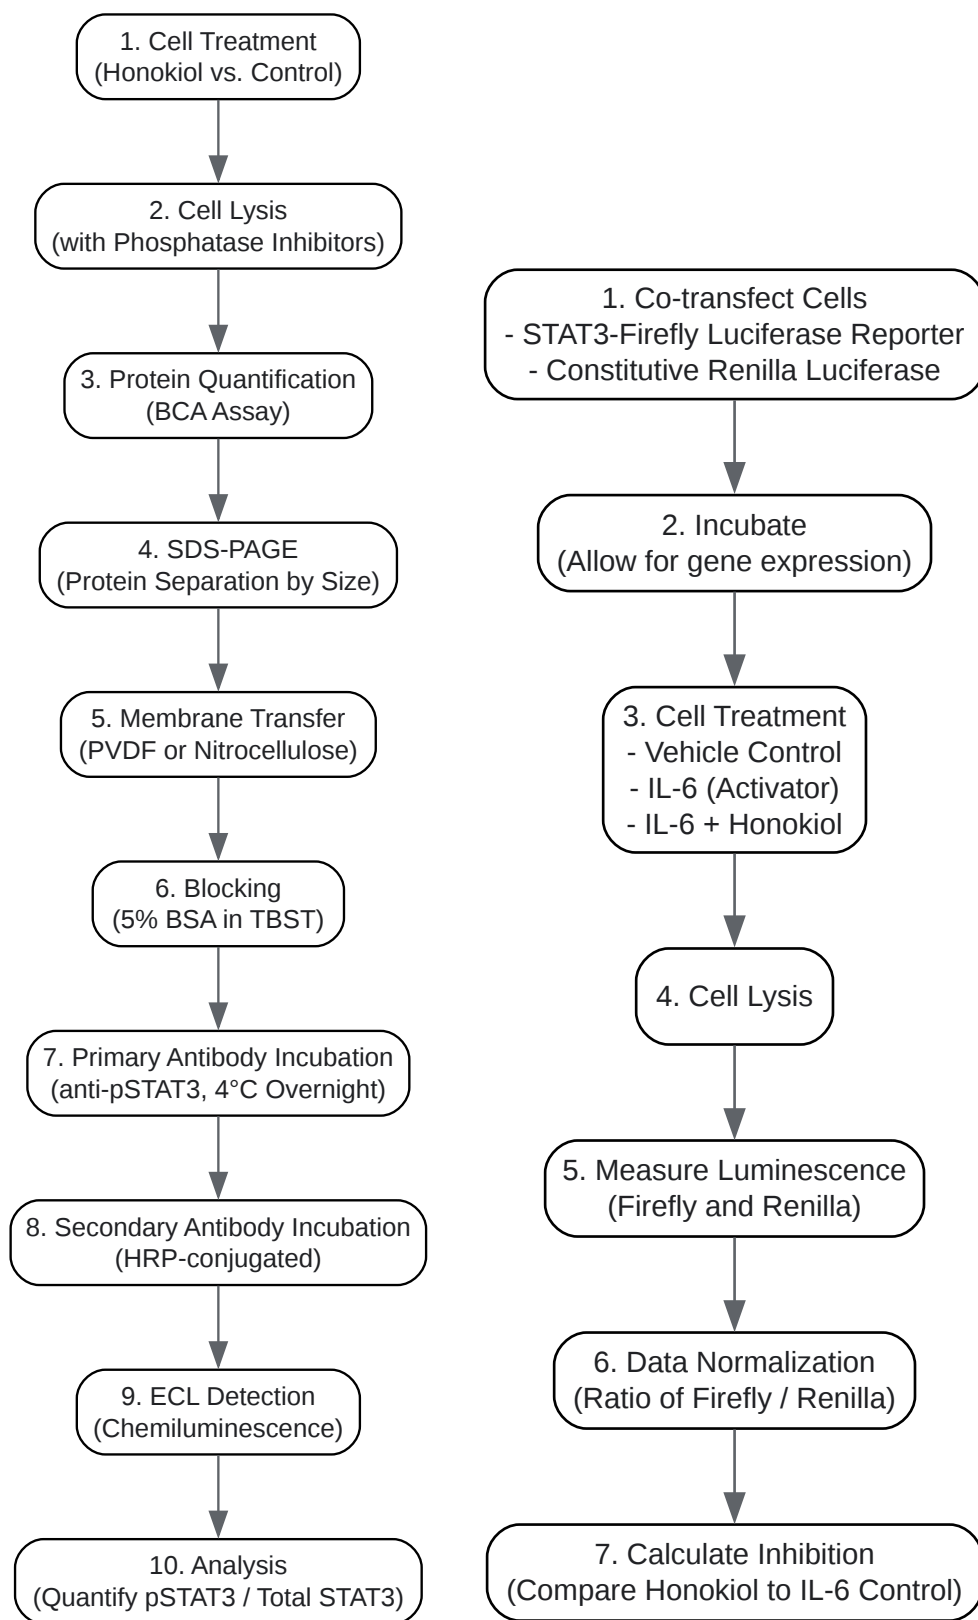 1. Cell Treatment
(Honokiol vs. Control)
2. Cell Lysis
(with Phosphatase Inhibitors)
3. Protein Quantification
(BCA Assay)
4. SDS-PAGE
(Protein Separation by Size)
5. Membrane Transfer
(PVDF or Nitrocellulose)
6. Blocking
(5% BSA in TBST)
7. Primary Antibody Incubation
(anti-pSTAT3, 4°C Overnight)
8. Secondary Antibody Incubation
(HRP-conjugated)
9. ECL Detection
(Chemiluminescence)
10. Analysis
(Quantify pSTAT3 / Total STAT3)
1. Co-transfect Cells
- STAT3-Firefly Luciferase Reporter
- Constitutive Renilla Luciferase
2. Incubate
(Allow for gene expression)
3. Cell Treatment
- Vehicle Control
- IL-6 (Activator)
- IL-6 + Honokiol
4. Cell Lysis
5. Measure Luminescence
(Firefly and Renilla)
6. Data Normalization
(Ratio of Firefly / Renilla)
7. Calculate Inhibition
(Compare Honokiol to IL-6 Control)